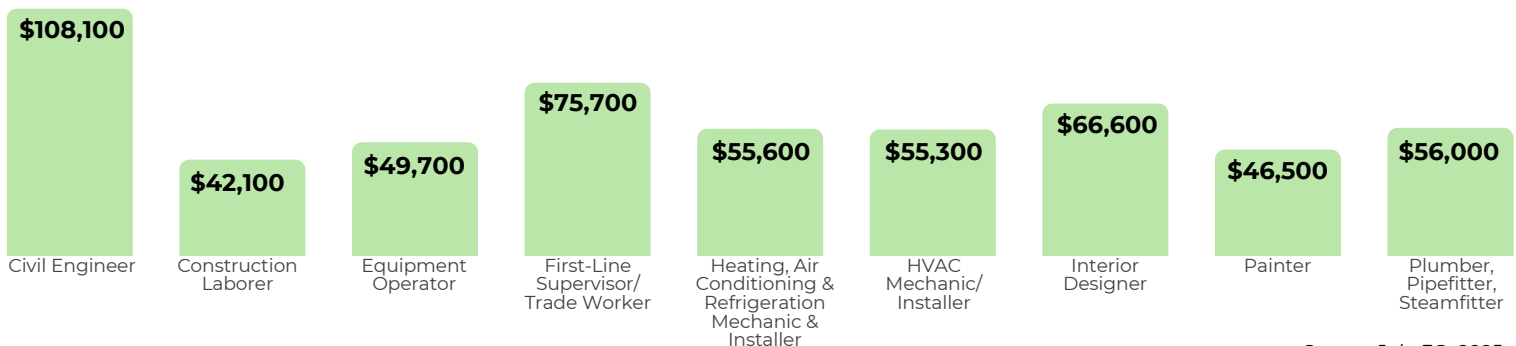 $108,100
Civil Engineer
$42,100
Construction
Laborer
$49,700
Equipment
Operator
$75,700
First-Line
Supervisor/
Trade Worker
$55,600
Heating, Air
Conditioning &
Refrigeration
Mechanic &
Installer
$55,300
HVAC
Mechanic/
Installer
$66,600
Interior
Designer
$46,500
Painter
$56,000
Plumber,
Pipefitter,
Steamfitter